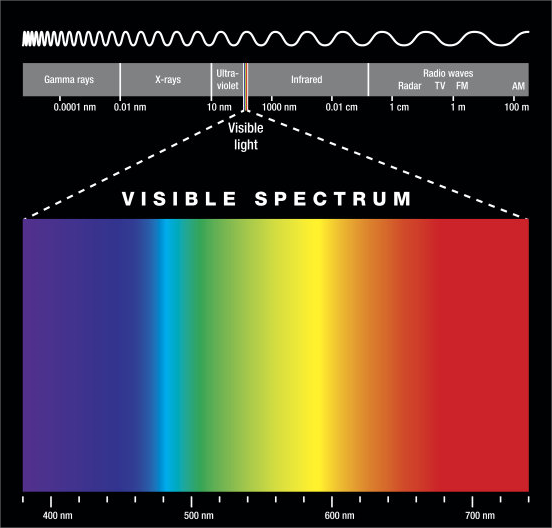 Gamma rays
X-rays
Ultra-
violet
Infrared
Radio waves
Radar TV FM AM
0.0001 nm 0.01 nm 10 nm 1000 nm 0.01 cm 1 cm 1 m 100 m
Visible
light
VISIBLE SPECTRUM
400 nm 500 nm 600 nm 700 nm